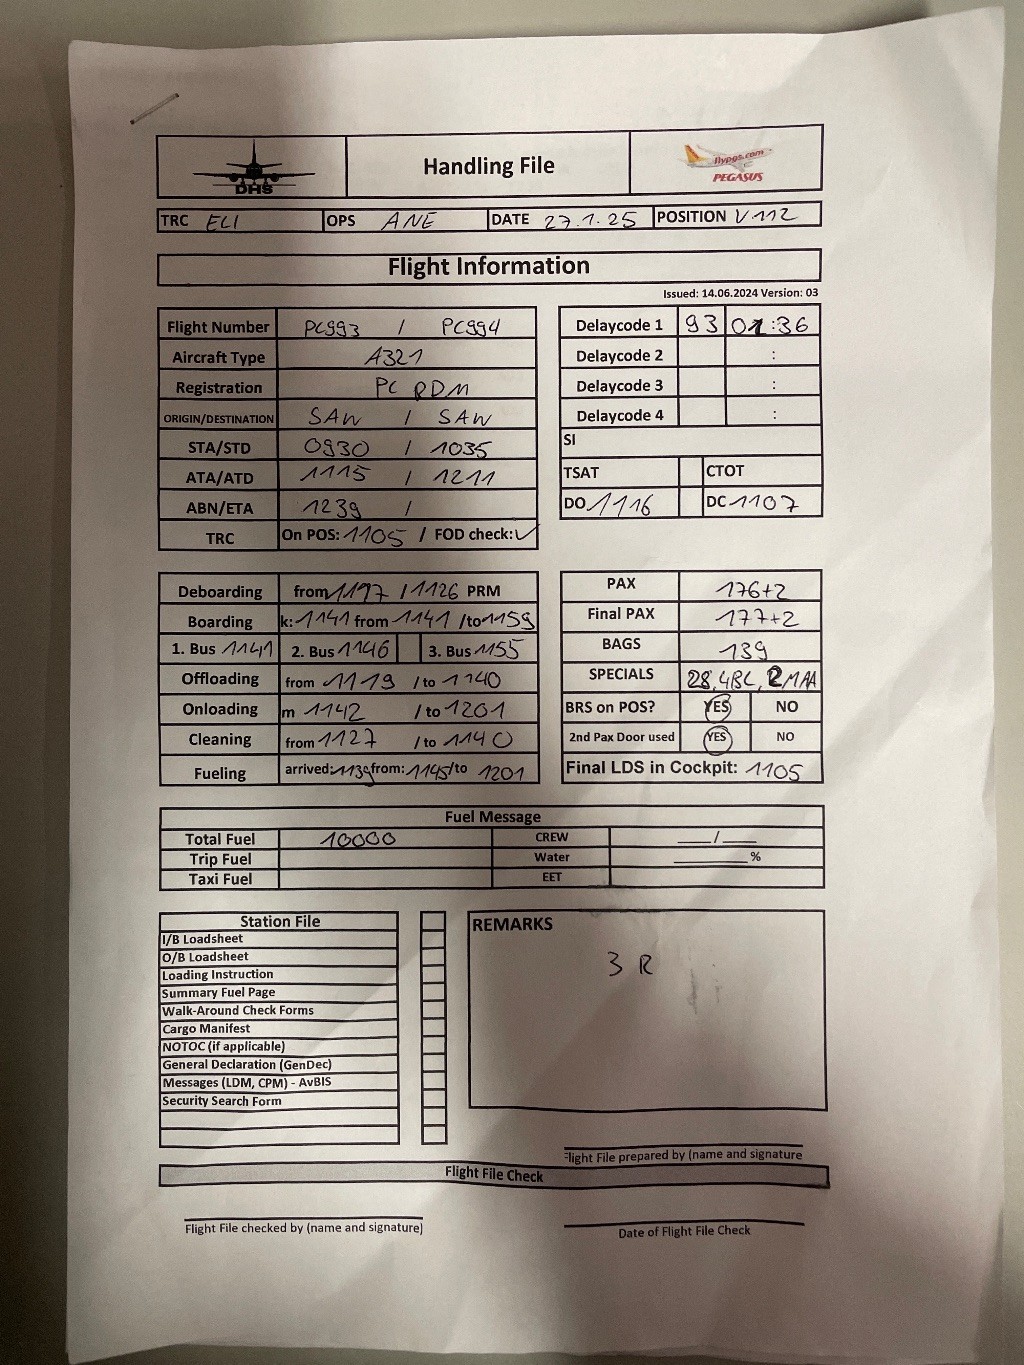 DHS
Handling File
flypgs.com
PEGASUS
TRC ELI OPS ANE DATE 27.1.25 POSITION V112
Flight Information
Issued: 14.06.2024 Version: 03
Flight Number PC993 / PC994
Aircraft Type A321
Registration PC RDM
ORIGIN/DESTINATION SAW / SAW
STA/STD 0930 / 1035
ATA/ATD 1115 / 1211
ABN/ETA 1239 /
TRC On POS: 1105 / FOD check: ✓
Delaycode 1 93 01:36
Delaycode 2 :
Delaycode 3 :
Delaycode 4 :
SI
TSAT CTOT
DO 1116 DC 1107
Deboarding from 1117 / 1126 PRM
Boarding k: 1141 from 1141 /to 1159
1. Bus 1141 2. Bus 1146 3. Bus 1155
Offloading from 1119 / to 1140
Onloading m 1142 / to 1201
Cleaning from 1127 / to 1140
Fueling arrived: 1139 from: 1145/to 1201
PAX 176+2
Final PAX 177+2
BAGS 139
SPECIALS 28, 4BL, 2MAA
BRS on POS? YES NO
2nd Pax Door used YES NO
Final LDS in Cockpit: 1105
Fuel Message
Total Fuel 10000 CREW ___/___
Trip Fuel Water ______%
Taxi Fuel EET
Station File
I/B Loadsheet
O/B Loadsheet
Loading Instruction
Summary Fuel Page
Walk-Around Check Forms
Cargo Manifest
NOTOC (if applicable)
General Declaration (GenDec)
Messages (LDM, CPM) - AvBIS
Security Search Form
REMARKS
3 R
Flight File prepared by (name and signature
Flight File Check
Flight File checked by (name and signature)
Date of Flight File Check